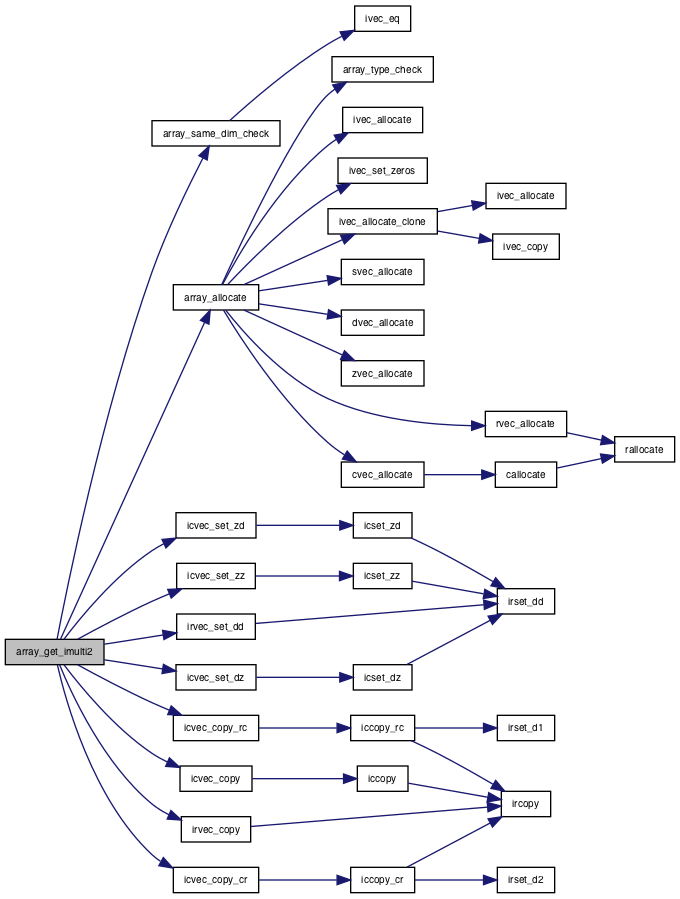 ivec_eq
array_type_check
ivec_allocate
array_same_dim_check
ivec_set_zeros
ivec_allocate
ivec_allocate_clone
ivec_copy
svec_allocate
array_allocate
dvec_allocate
zvec_allocate
rvec_allocate
rallocate
cvec_allocate
callocate
icvec_set_zd
icset_zd
icvec_set_zz
icset_zz
irset_dd
irvec_set_dd
array_get_imulti2
icvec_set_dz
icset_dz
icvec_copy_rc
iccopy_rc
irset_d1
icvec_copy
iccopy
ircopy
irvec_copy
icvec_copy_cr
iccopy_cr
irset_d2